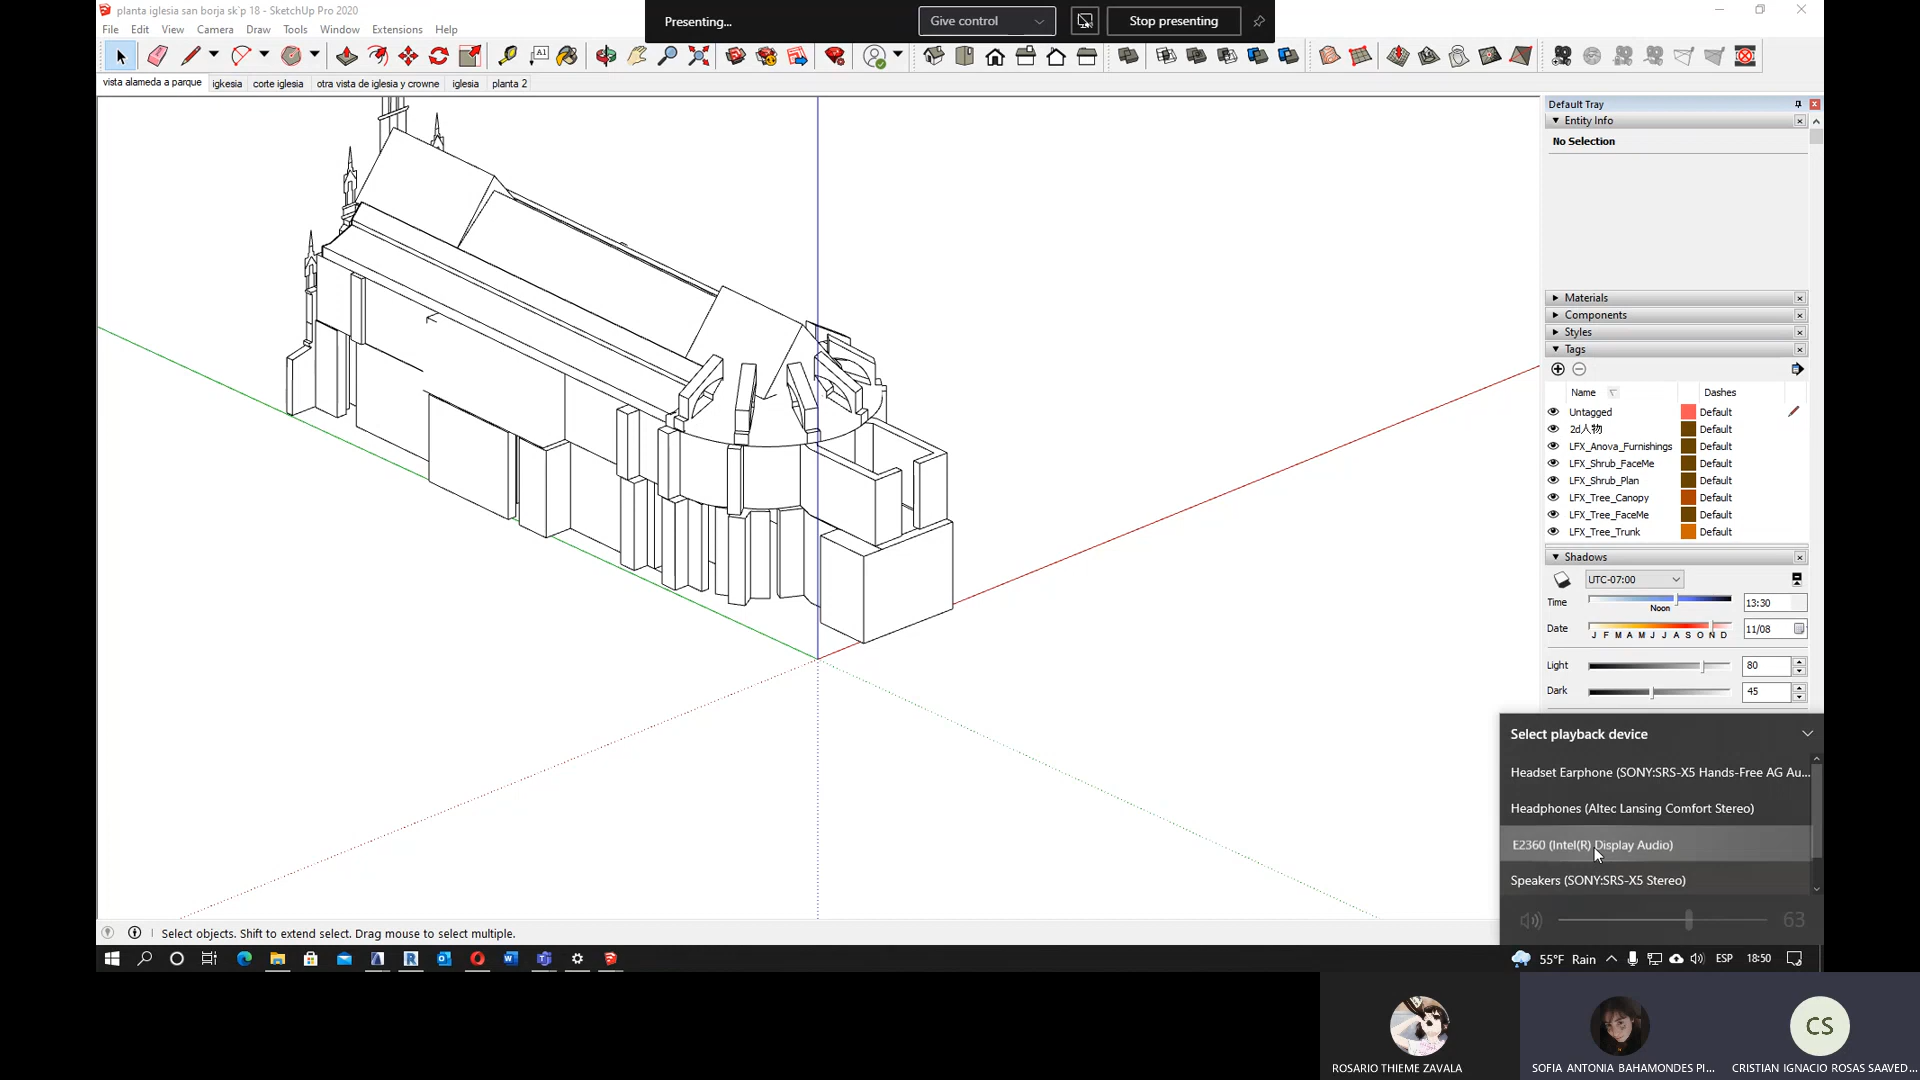 planta iglesia san borja sk`p 18 - SketchUp Pro 2020
Presenting...
Give control
Stop presenting
File Edit View Camera Draw Tools Window Extensions Help
vista alameda a parque igkesia corte iglesia otra vista de iglesia y crowne iglesia planta 2
Default Tray
Entity Info
No Selection
Materials
Components
Styles
Tags
Name Dashes
Untagged Default
2d人物 Default
LFX_Anova_Furnishings Default
LFX_Shrub_FaceMe Default
LFX_Shrub_Plan Default
LFX_Tree_Canopy Default
LFX_Tree_FaceMe Default
LFX_Tree_Trunk Default
Shadows
UTC-07:00
Time Noon 13:30
Date J F M A M J J A S O N D 11/08
Light 80
Dark 45
Select playback device
Headset Earphone (SONY:SRS-X5 Hands-Free AG Au...
Headphones (Altec Lansing Comfort Stereo)
E2360 (Intel(R) Display Audio)
Speakers (SONY:SRS-X5 Stereo)
63
Select objects. Shift to extend select. Drag mouse to select multiple.
55°F Rain ESP 18:50
CS
ROSARIO THIEME ZAVALA
SOFIA ANTONIA BAHAMONDES PI...
CRISTIAN IGNACIO ROSAS SAAVED...